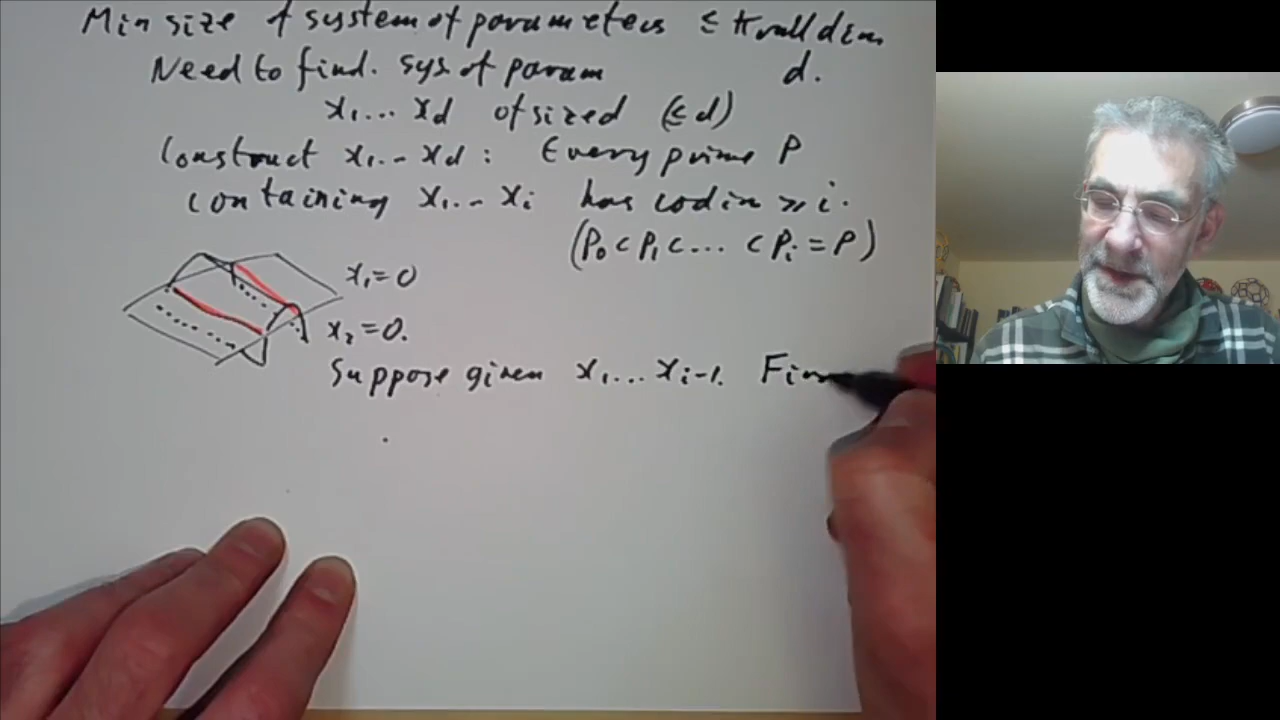 Min size of system of parameters ≤ Krull dim
Need to find. sys of param d.
x₁... x_d of size d (≤ d)
Construct x₁.. x_d : Every prime P
containing x₁... x_i has codim ≥ i.
(P₀ ⊂ P₁ ⊂ ... ⊂ P_i = P)
x₁=0
x₂=0.
Suppose given x₁... x_{i-1}. Fin